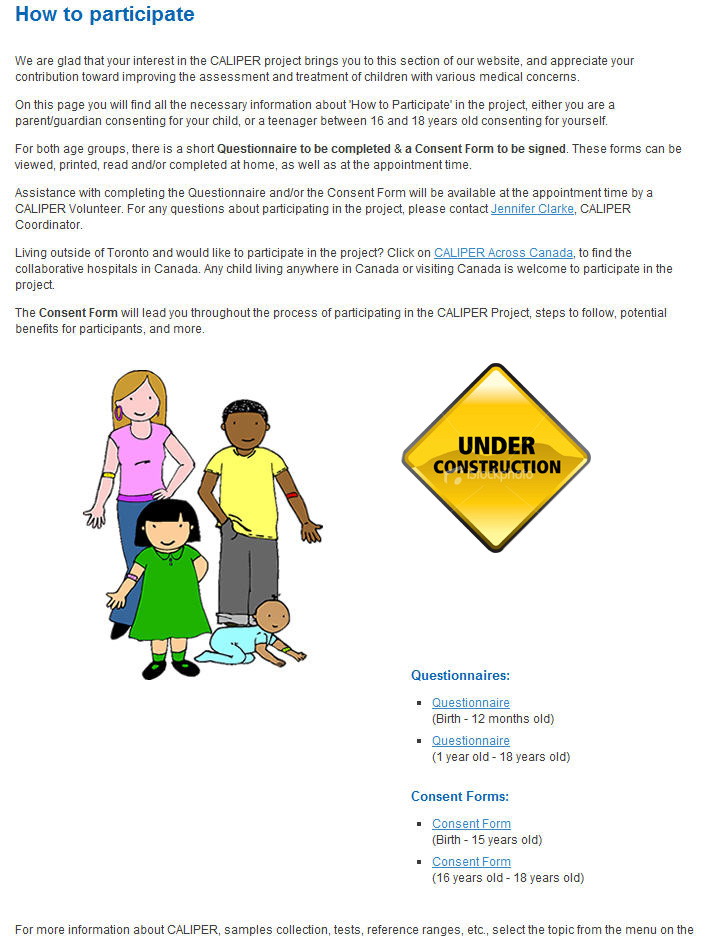 How to participate
We are glad that your interest in the CALIPER project brings you to this section of our website, and appreciate your
contribution toward improving the assessment and treatment of children with various medical concerns.
On this page you will find all the necessary information about 'How to Participate' in the project, either you are a
parent/guardian consenting for your child, or a teenager between 16 and 18 years old consenting for yourself.
For both age groups, there is a short Questionnaire to be completed & a Consent Form to be signed. These forms can be
viewed, printed, read and/or completed at home, as well as at the appointment time.
Assistance with completing the Questionnaire and/or the Consent Form will be available at the appointment time by a
CALIPER Volunteer. For any questions about participating in the project, please contact Jennifer Clarke, CALIPER
Coordinator.
Living outside of Toronto and would like to participate in the project? Click on CALIPER Across Canada, to find the
collaborative hospitals in Canada. Any child living anywhere in Canada or visiting Canada is welcome to participate in the
project.
The Consent Form will lead you throughout the process of participating in the CALIPER Project, steps to follow, potential
benefits for participants, and more.
UNDER
CONSTRUCTION
iStockphoto
Questionnaires:
Questionnaire
(Birth - 12 months old)
Questionnaire
(1 year old - 18 years old)
Consent Forms:
Consent Form
(Birth - 15 years old)
Consent Form
(16 years old - 18 years old)
For more information about CALIPER, samples collection, tests, reference ranges, etc., select the topic from the menu on the